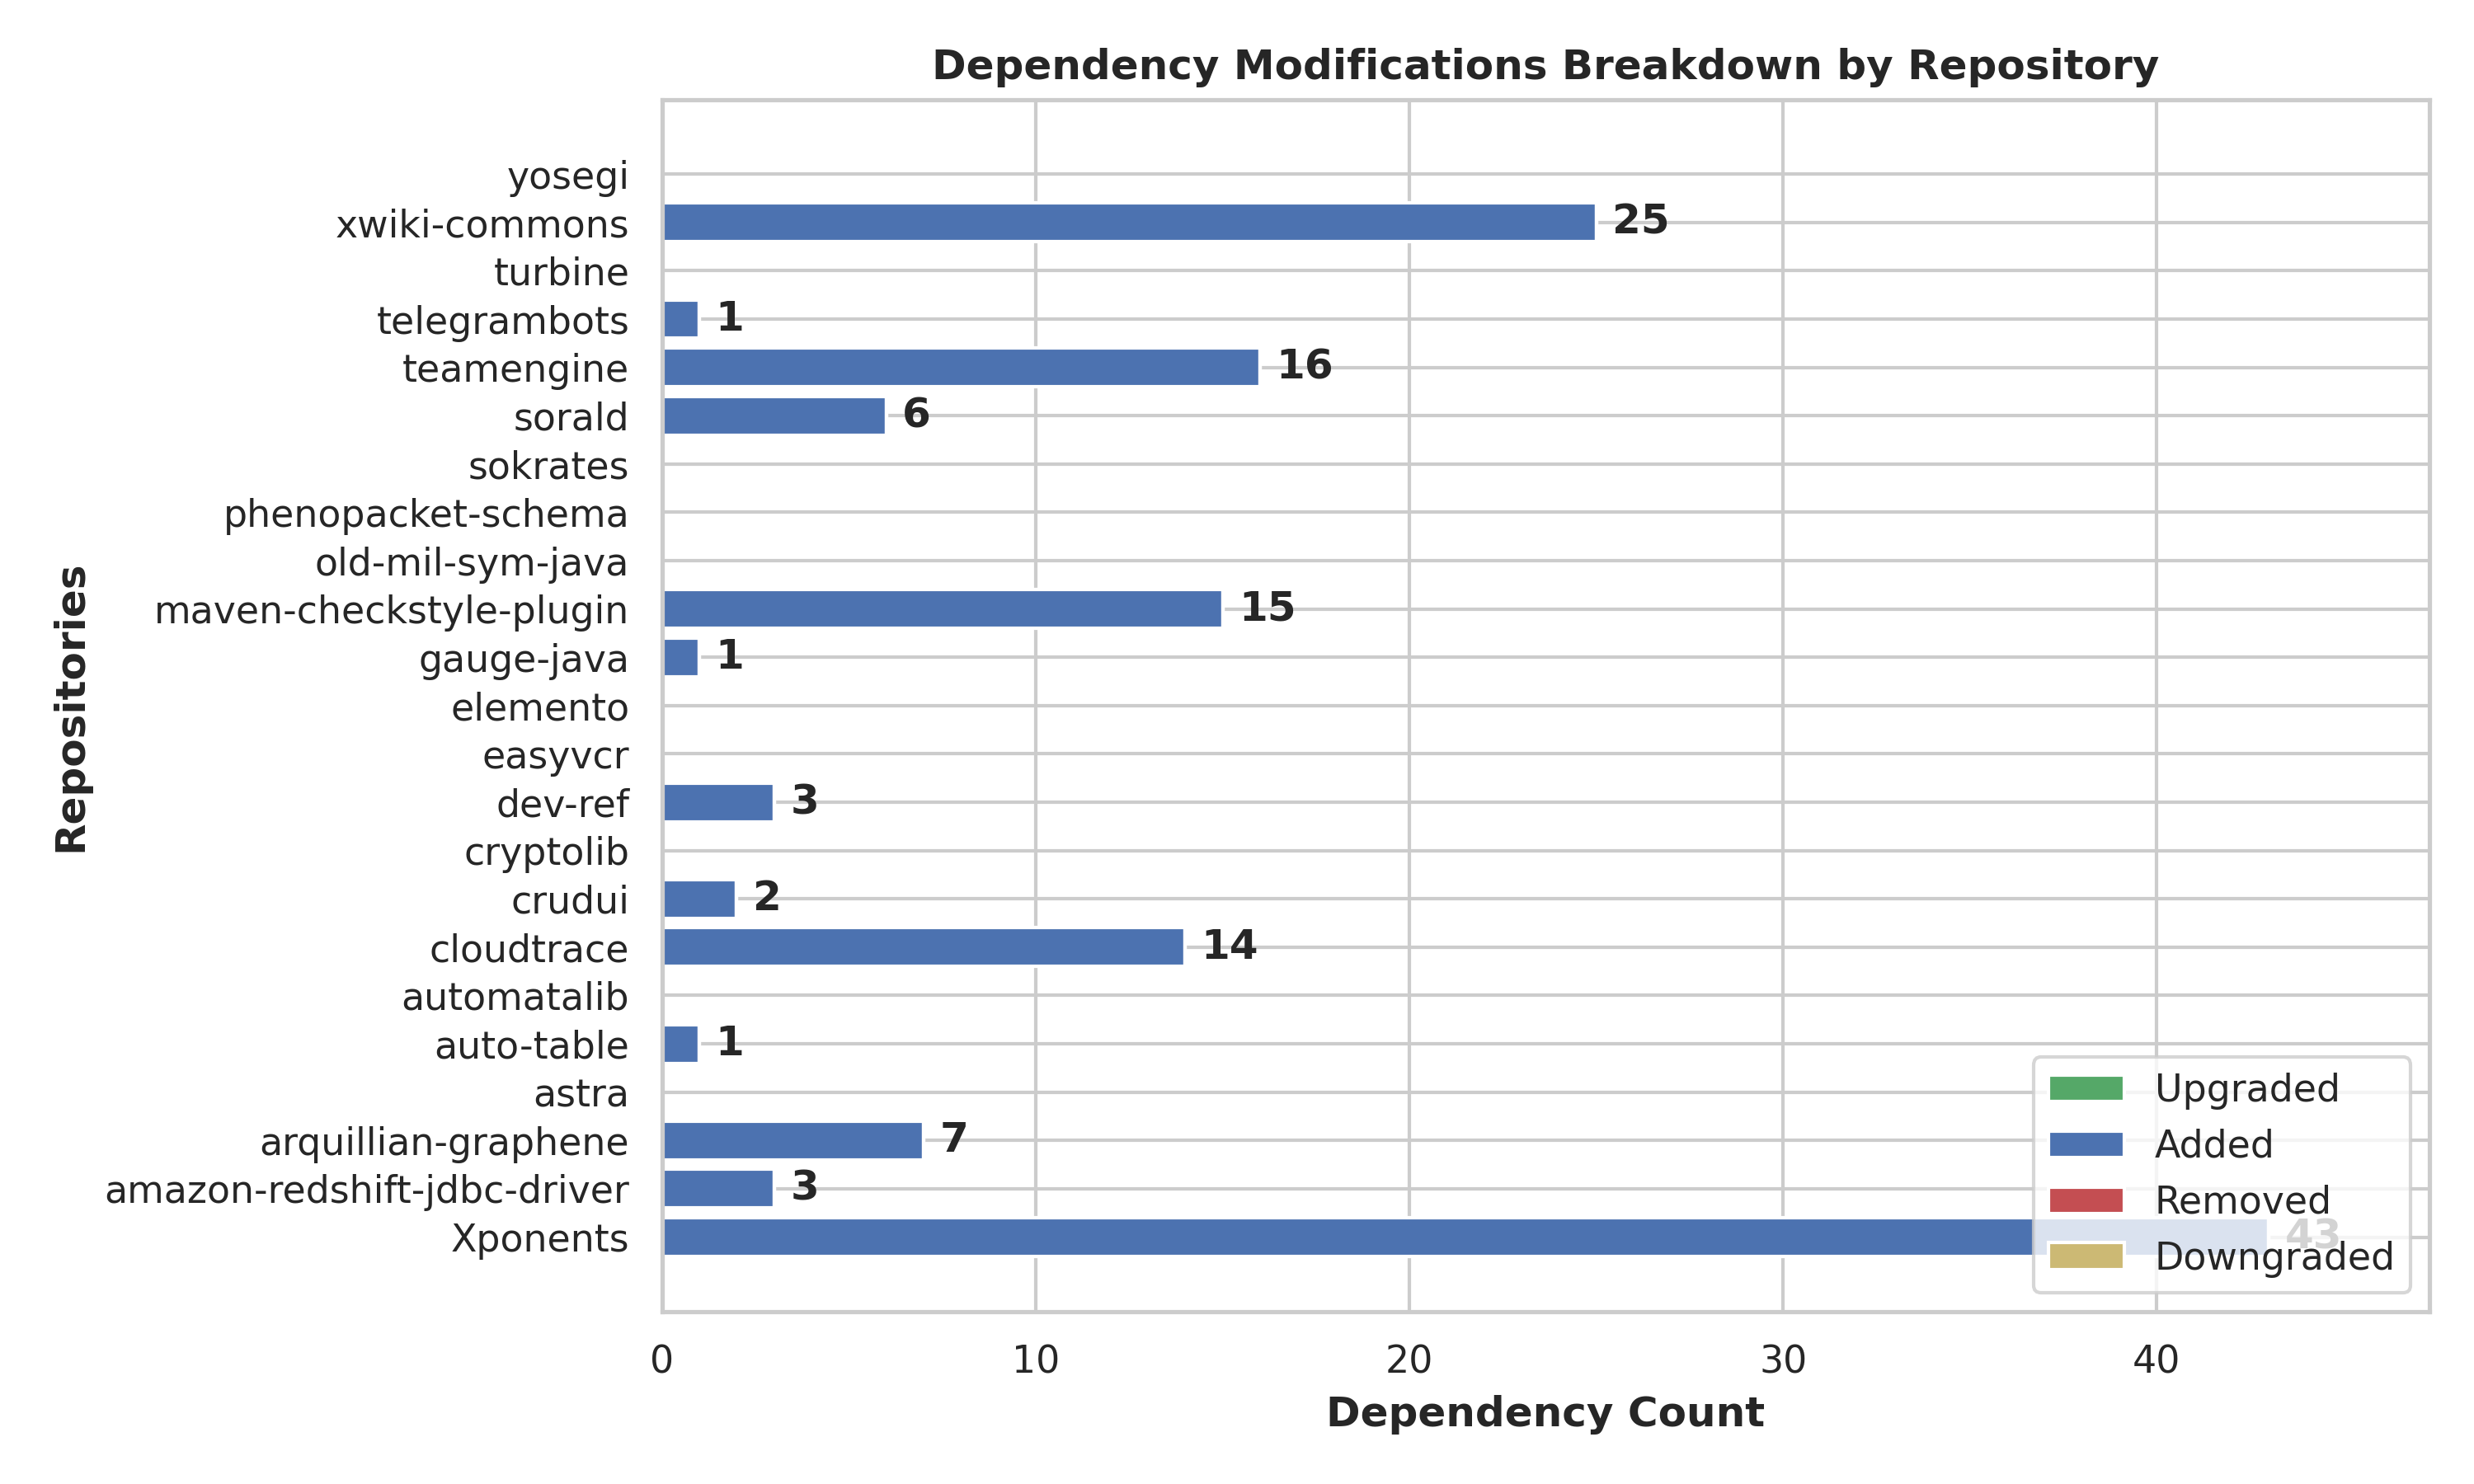 Dependency Modifications Breakdown by Repository
yosegi
xwiki-commons 25
turbine
telegrambots 1
teamengine 16
sorald 6
sokrates
phenopacket-schema
old-mil-sym-java
maven-checkstyle-plugin 15
gauge-java 1
elemento
easyvcr
dev-ref 3
cryptolib
crudui 2
cloudtrace 14
automatalib
auto-table 1
astra
arquillian-graphene 7
amazon-redshift-jdbc-driver 3
Xponents 43
Repositories
Upgraded
Added
Removed
Downgraded
0 10 20 30 40
Dependency Count